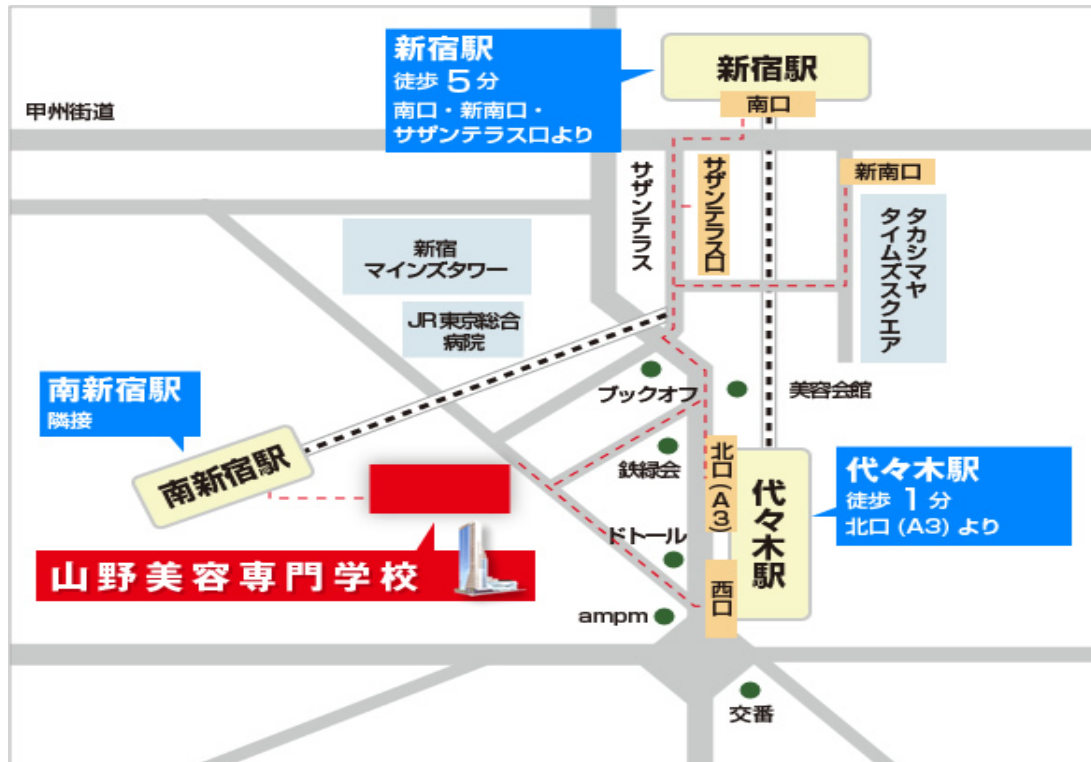 新宿駅
徒歩 5 分
南口・新南口・
サザンテラス口より
新宿駅
南口
甲州街道
サザンテラス
サザンテラス口
新南口
タカシマヤ
タイムズスクエア
新宿
マインズタワー
JR東京総合
病院
南新宿駅
隣接
ブックオフ
美容会館
南新宿駅
鉄緑会
北口(A3)
代々木駅
代々木駅
徒歩 1 分
北口 (A3) より
ドトール
山野美容専門学校
西口
ampm
交番